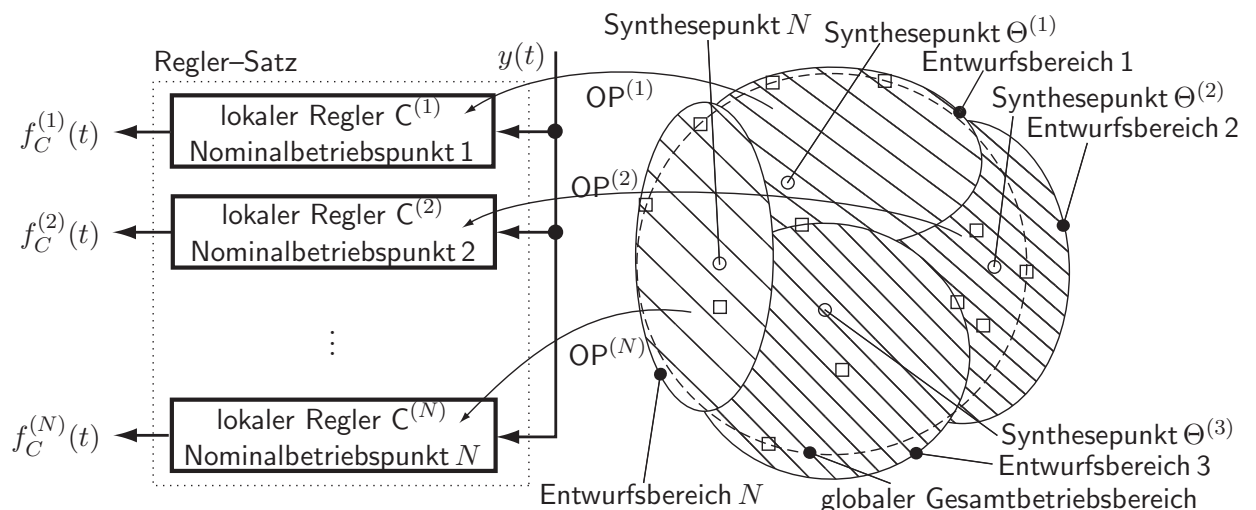 Regler–Satz
y(t)
f_C^{(1)}(t)
lokaler Regler C^{(1)}
Nominalbetriebspunkt 1
f_C^{(2)}(t)
lokaler Regler C^{(2)}
Nominalbetriebspunkt 2
⋮
f_C^{(N)}(t)
lokaler Regler C^{(N)}
Nominalbetriebspunkt N
OP^{(1)}
OP^{(2)}
OP^{(N)}
Synthesepunkt N
Synthesepunkt Θ^{(1)}
Entwurfsbereich 1
Synthesepunkt Θ^{(2)}
Entwurfsbereich 2
Synthesepunkt Θ^{(3)}
Entwurfsbereich 3
Entwurfsbereich N
globaler Gesamtbetriebsbereich